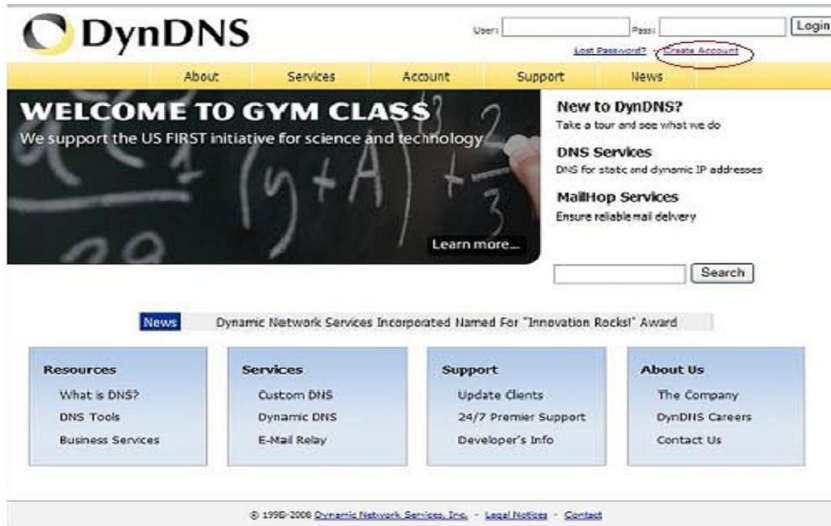 DynDNS
User: Pass: Login
Lost Password? - Create Account
About Services Account Support News
WELCOME TO GYM CLASS
We support the US FIRST initiative for science and technology
Learn more...
New to DynDNS?
Take a tour and see what we do
DNS Services
DNS for static and dynamic IP addresses
MailHop Services
Ensure reliable mail delivery
Search
News Dynamic Network Services Incorporated Named For "Innovation Rocks!" Award
Resources
What is DNS?
DNS Tools
Business Services
Services
Custom DNS
Dynamic DNS
E-Mail Relay
Support
Update Clients
24/7 Premier Support
Developer's Info
About Us
The Company
DynDNS Careers
Contact Us
© 1998-2008 Dynamic Network Services, Inc. - Legal Notices - Contact